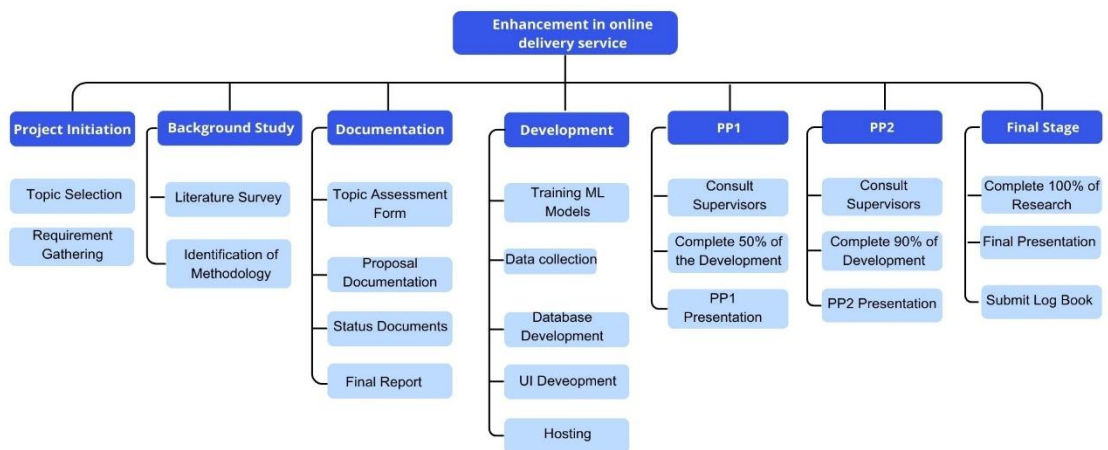 Enhancement in online
delivery service
Project Initiation
Topic Selection
Requirement
Gathering
Background Study
Literature Survey
Identification of
Methodology
Documentation
Topic Assessment
Form
Proposal
Documentation
Status Documents
Final Report
Development
Training ML
Models
Data collection
Database
Development
UI Deveopment
Hosting
PP1
Consult
Supervisors
Complete 50% of
the Development
PP1
Presentation
PP2
Consult
Supervisors
Complete 90% of
Development
PP2 Presentation
Final Stage
Complete 100% of
Research
Final Presentation
Submit Log Book